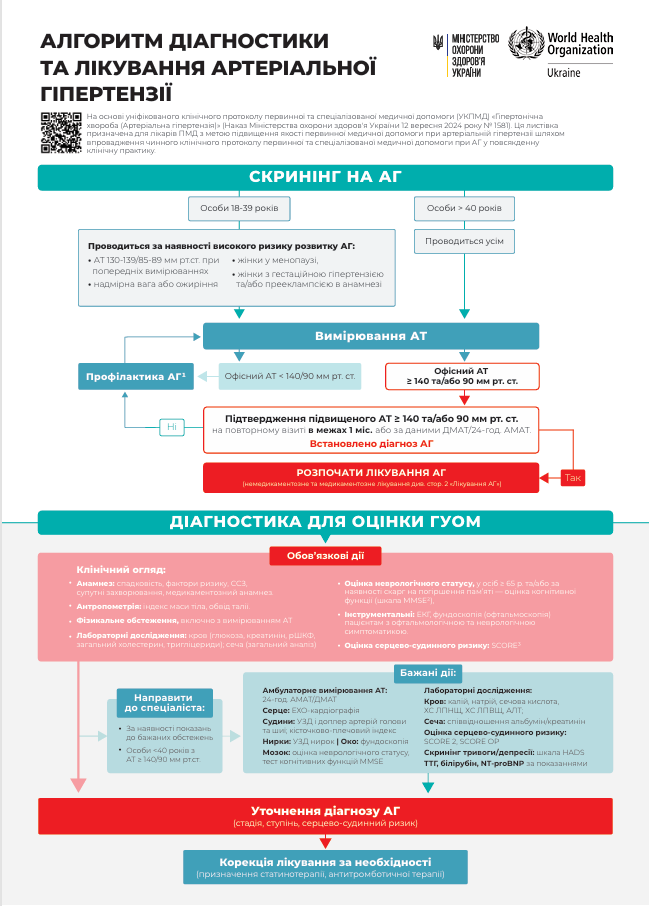 АЛГОРИТМ ДІАГНОСТИКИ
ТА ЛІКУВАННЯ АРТЕРІАЛЬНОЇ
ГІПЕРТЕНЗІЇ
МІНІСТЕРСТВО
ОХОРОНИ
ЗДОРОВ'Я
УКРАЇНИ
World Health
Organization
Ukraine
На основі уніфікованого клінічного протоколу первинної та спеціалізованої медичної допомоги (УКПМД) «Гіпертонічна
хвороба (Артеріальна гіпертензія)» (Наказ Міністерства охорони здоров'я України 12 вересня 2024 року № 1581). Ця листівка
призначена для лікарів ПМД з метою підвищення якості первинної медичної допомоги при артеріальній гіпертензії шляхом
впровадження чинного клінічного протоколу первинної та спеціалізованої медичної допомоги при АГ у повсякденну
клінічну практику.
СКРИНІНГ НА АГ
Особи 18-39 років
Особи > 40 років
Проводиться усім
Проводиться за наявності високого ризику розвитку АГ:
• АТ 130-139/85-89 мм рт.ст. при
попередніх вимірюваннях
• надмірна вага або ожиріння
• жінки у менопаузі,
• жінки з гестаційною гіпертензією
та/або прееклампсією в анамнезі
Вимірювання АТ
Профілактика АГ¹
Офісний АТ < 140/90 мм рт. ст.
Офісний АТ
≥ 140 та/або 90 мм рт. ст.
Підтвердження підвищеного АТ ≥ 140 та/або 90 мм рт. ст.
на повторному візиті в межах 1 міс. або за даними ДМАТ/24-год. АМАТ.
Встановлено діагноз АГ
Ні
Так
РОЗПОЧАТИ ЛІКУВАННЯ АГ
(немедикаментозне та медикаментозне лікування див. стор. 2 «Лікування АГ»)
ДІАГНОСТИКА ДЛЯ ОЦІНКИ ГУОМ
Обов'язкові дії
Клінічний огляд:
• Анамнез: спадковість, фактори ризику, ССЗ,
супутні захворювання, медикаментозний анамнез.
• Антропометрія: індекс маси тіла, обвід талії.
• Фізикальне обстеження, включно з вимірюванням АТ
• Лабораторні дослідження: кров (глюкоза, креатинін, рШКФ,
загальний холестерин, тригліцериди); сеча (загальний аналіз)
• Оцінка неврологічного статусу, у осіб ≥ 65 р. та/або за
наявності скарг на погіршення пам'яті — оцінка когнітивної
функції (шкала MMSE²).
• Інструментальні: ЕКГ, фундоскопія (офтальмоскопія)
пацієнтам з офтальмологічною та неврологічною
симптоматикою.
• Оцінка серцево-судинного ризику: SCORE³
Направити
до спеціаліста:
• За наявності показань
до бажаних обстежень
• Особи <40 років з
АТ ≥ 140/90 мм рт.ст.
Бажані дії:
Амбулаторне вимірювання АТ:
24-год. АМАТ/ДМАТ
Серце: ЕХО-кардіографія
Судини: УЗД і доплер артерій голови
та шиї, кісточково-плечовий індекс
Нирки: УЗД нирок | Око: фундоскопія
Мозок: оцінка неврологічного статусу,
тест когнітивних функцій MMSE
Лабораторні дослідження:
Кров: калій, натрій, сечова кислота,
ХС ЛПНЩ, ХС ЛПВЩ, АЛТ;
Сеча: співвідношення альбумін/креатинін
Оцінка серцево-судинного ризику:
SCORE 2, SCORE OP
Скринінг тривоги/депресії: шкала HADS
ТТГ, білірубін, NT-proBNP за показаннями
Уточнення діагнозу АГ
(стадія, ступінь, серцево-судинний ризик)
Корекція лікування за необхідності
(призначення статинотерапії, антитромботичної терапії)